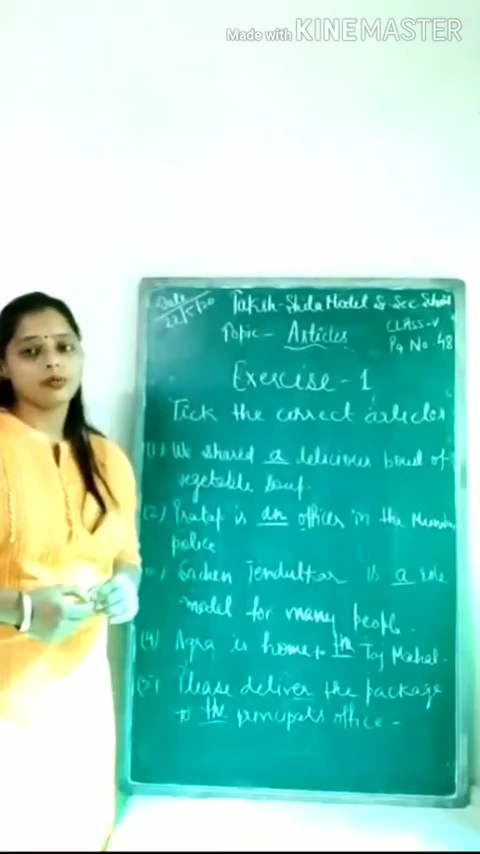 Made with KINEMASTER
Date
22/5/20
Taksh-Shila Model Sr Sec School
Topic - Articles
CLASS-V
Pg No. 48
Exercise - 1
Tick the correct articles
(1) We shared a delicious bowl of
vegetable soup.
(2) Pratap is an officer in the Mumbai
police
Sachen Tendulkar is a role
model for many people.
(4) Agra is home to the Taj Mahal.
(5) Please deliver the package
to the principal's office -